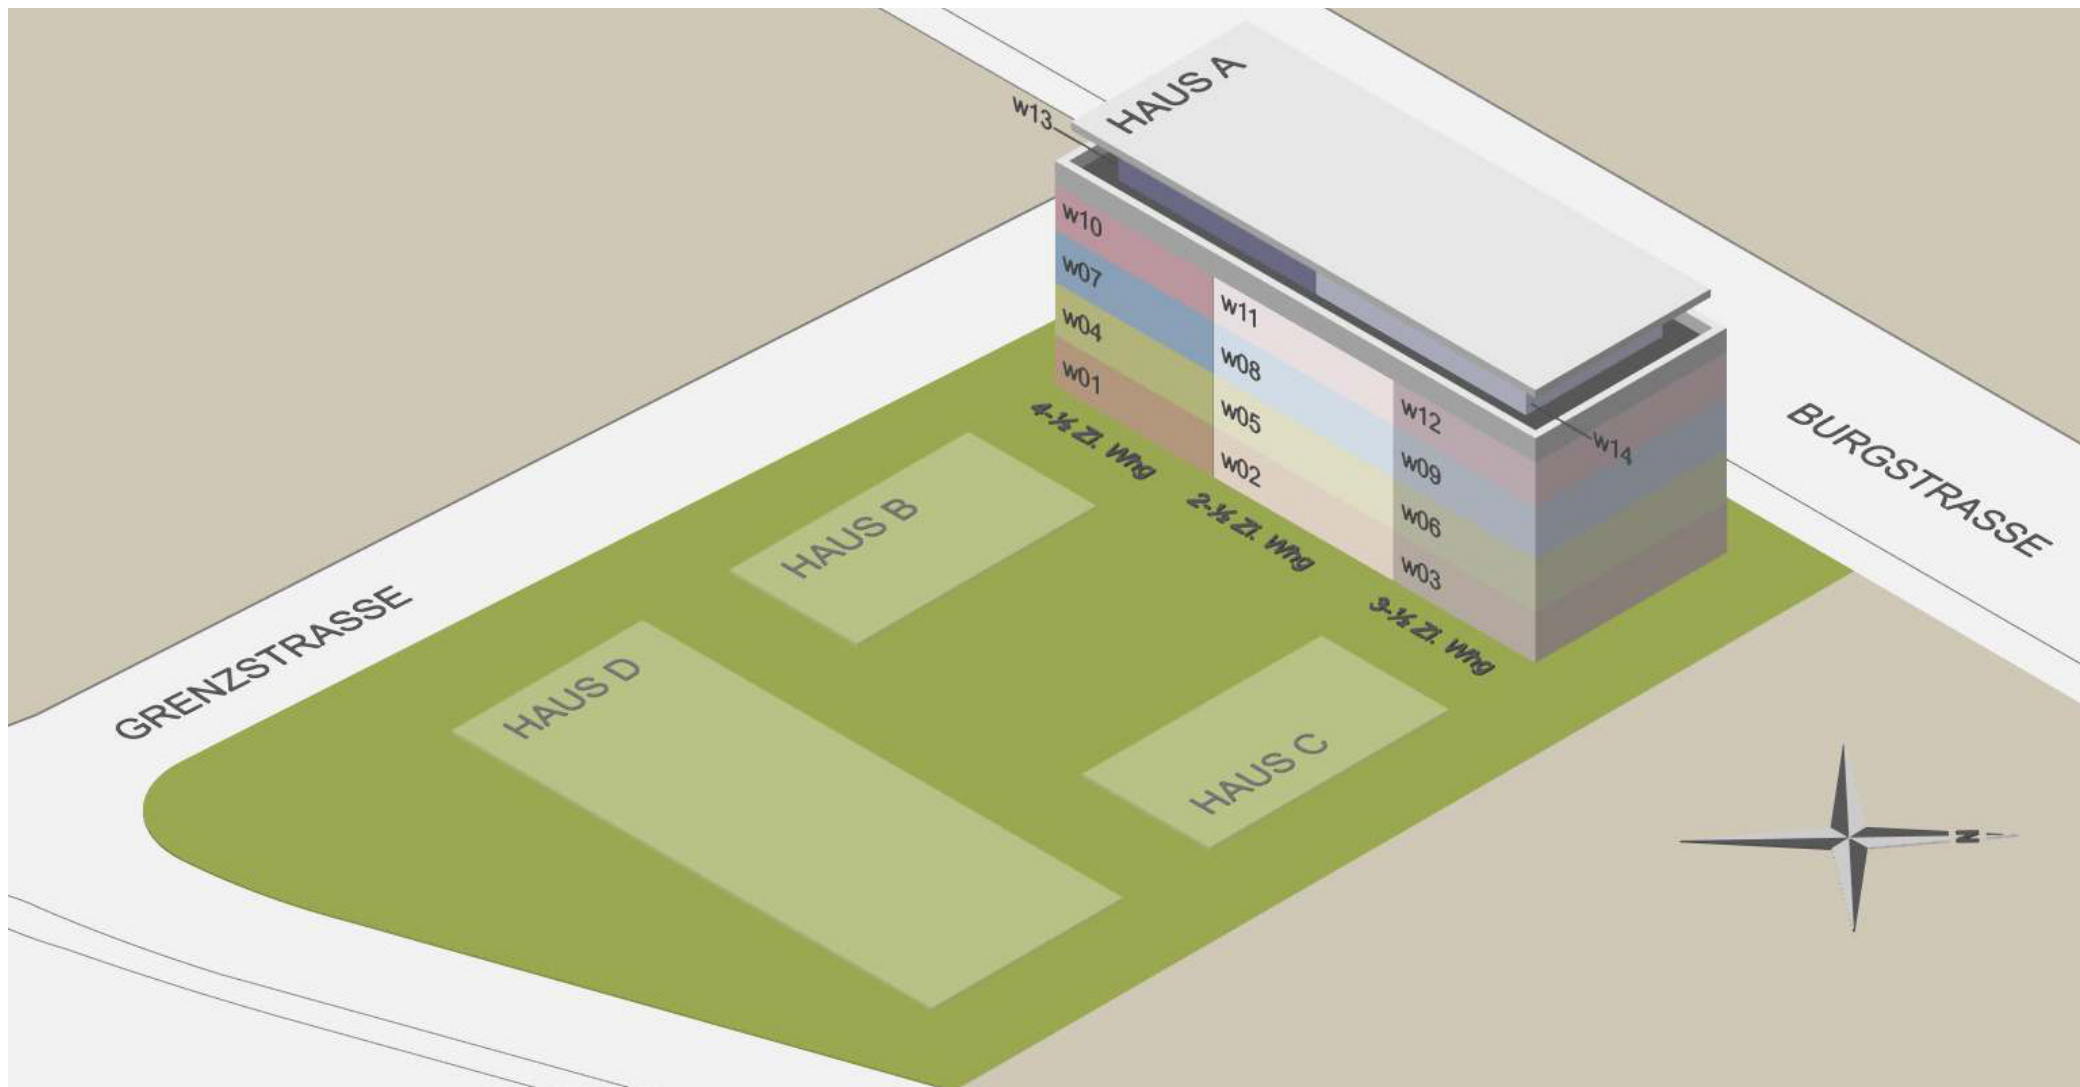 HAUS A
w13
w10
w07
w04
w01
w11
w08
w05
w02
w12
w09
w06
w03
w14
4-½ Zi. Whg
2-½ Zi. Whg
3-½ Zi. Whg
BURGSTRASSE
HAUS B
GRENZSTRASSE
HAUS D
HAUS C
N